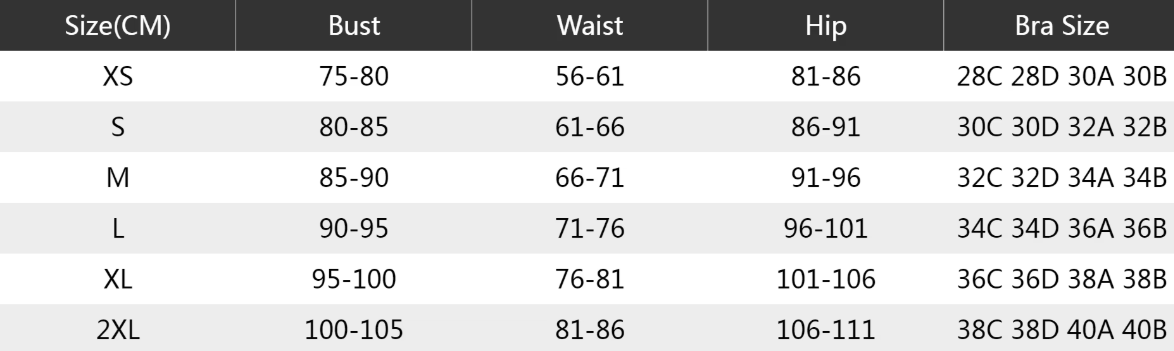 Size(CM) Bust Waist Hip Bra Size
XS 75-80 56-61 81-86 28C 28D 30A 30B
S 80-85 61-66 86-91 30C 30D 32A 32B
M 85-90 66-71 91-96 32C 32D 34A 34B
L 90-95 71-76 96-101 34C 34D 36A 36B
XL 95-100 76-81 101-106 36C 36D 38A 38B
2XL 100-105 81-86 106-111 38C 38D 40A 40B